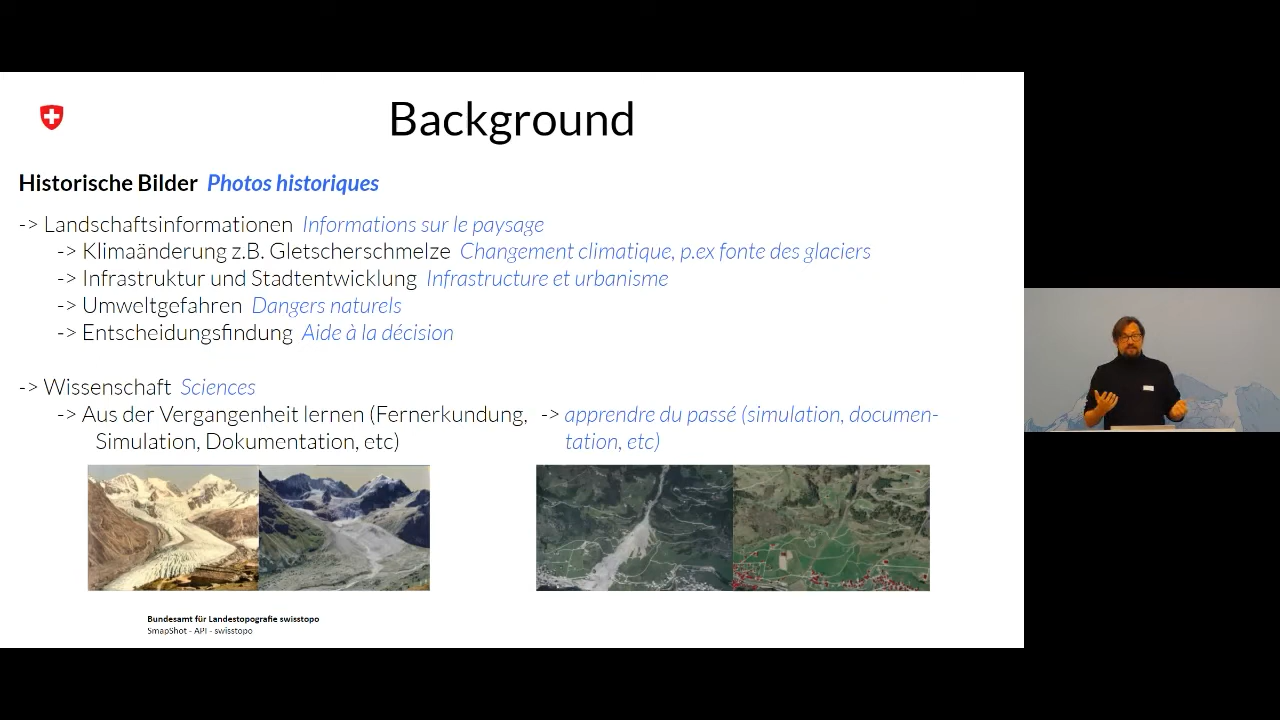 Background
Historische Bilder Photos historiques
-> Landschaftsinformationen Informations sur le paysage
-> Klimaänderung z.B. Gletscherschmelze Changement climatique, p.ex fonte des glaciers
-> Infrastruktur und Stadtentwicklung Infrastructure et urbanisme
-> Umweltgefahren Dangers naturels
-> Entscheidungsfindung Aide à la décision
-> Wissenschaft Sciences
-> Aus der Vergangenheit lernen (Fernerkundung,
Simulation, Dokumentation, etc)
-> apprendre du passé (simulation, documen-
tation, etc)
Bundesamt für Landestopografie swisstopo
SmapShot - API - swisstopo